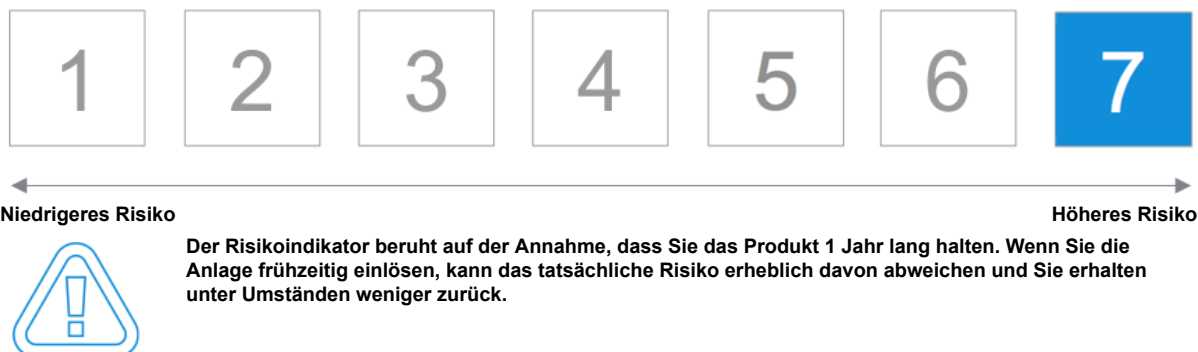 1 2 3 4 5 6 7
Niedrigeres Risiko Höheres Risiko
Der Risikoindikator beruht auf der Annahme, dass Sie das Produkt 1 Jahr lang halten. Wenn Sie die
Anlage frühzeitig einlösen, kann das tatsächliche Risiko erheblich davon abweichen und Sie erhalten
unter Umständen weniger zurück.